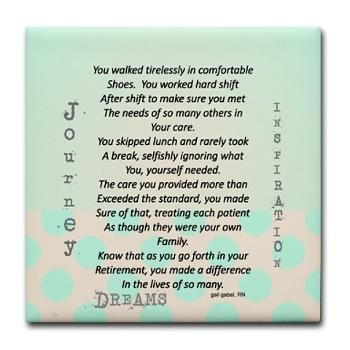 You walked tirelessly in comfortable
Shoes. You worked hard shift
After shift to make sure you met
The needs of so many others in
Your care.
You skipped lunch and rarely took
A break, selfishly ignoring what
You, yourself needed.
The care you provided more than
Exceeded the standard, you made
Sure of that, treating each patient
As though they were your own
Family.
Know that as you go forth in your
Retirement, you made a difference
In the lives of so many.
gail gabel, RN
Journey
INSPIRATION
DREAMS